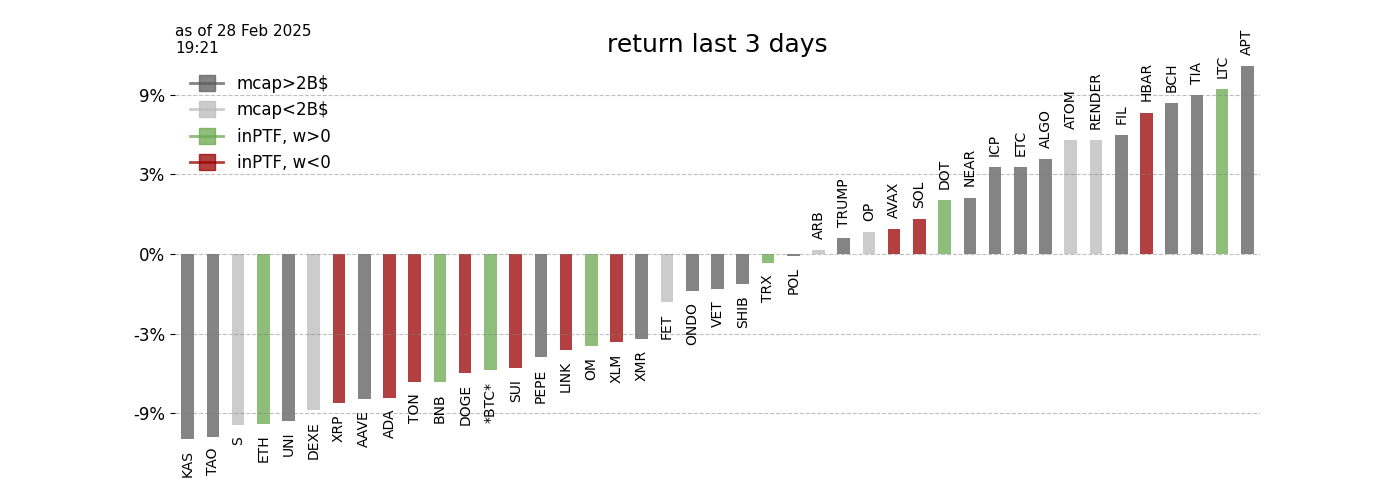 as of 28 Feb 2025
19:21
return last 3 days
mcap>2B$
mcap<2B$
inPTF, w>0
inPTF, w<0
9%
3%
0%
-3%
-9%
KAS
TAO
S
ETH
UNI
DEXE
XRP
AAVE
ADA
TON
BNB
DOGE
*BTC*
SUI
PEPE
LINK
OM
XLM
XMR
FET
ONDO
VET
SHIB
TRX
POL
ARB
TRUMP
OP
AVAX
SOL
DOT
NEAR
ICP
ETC
ALGO
ATOM
RENDER
FIL
HBAR
BCH
TIA
LTC
APT